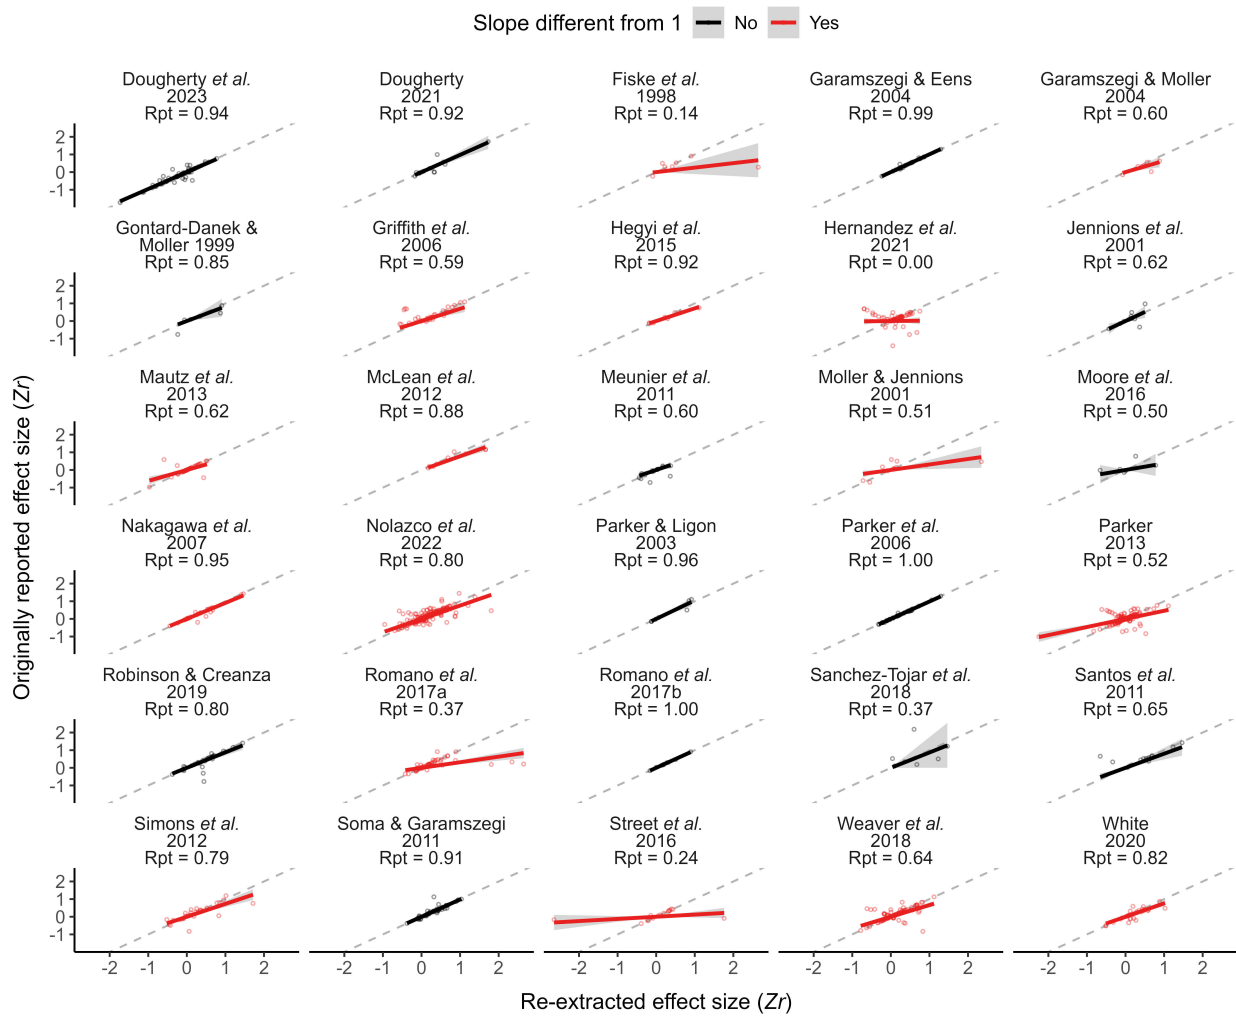 Slope different from 1 No Yes
Dougherty et al.
2023
Rpt = 0.94
Dougherty
2021
Rpt = 0.92
Fiske et al.
1998
Rpt = 0.14
Garamszegi & Eens
2004
Rpt = 0.99
Garamszegi & Moller
2004
Rpt = 0.60
2
1
0
-1
Gontard-Danek &
Moller 1999
Rpt = 0.85
Griffith et al.
2006
Rpt = 0.59
Hegyi et al.
2015
Rpt = 0.92
Hernandez et al.
2021
Rpt = 0.00
Jennions et al.
2001
Rpt = 0.62
2
1
0
-1
Mautz et al.
2013
Rpt = 0.62
McLean et al.
2012
Rpt = 0.88
Meunier et al.
2011
Rpt = 0.60
Moller & Jennions
2001
Rpt = 0.51
Moore et al.
2016
Rpt = 0.50
2
1
0
-1
Nakagawa et al.
2007
Rpt = 0.95
Nolazco et al.
2022
Rpt = 0.80
Parker & Ligon
2003
Rpt = 0.96
Parker et al.
2006
Rpt = 1.00
Parker
2013
Rpt = 0.52
2
1
0
-1
Robinson & Creanza
2019
Rpt = 0.80
Romano et al.
2017a
Rpt = 0.37
Romano et al.
2017b
Rpt = 1.00
Sanchez-Tojar et al.
2018
Rpt = 0.37
Santos et al.
2011
Rpt = 0.65
2
1
0
-1
Simons et al.
2012
Rpt = 0.79
Soma & Garamszegi
2011
Rpt = 0.91
Street et al.
2016
Rpt = 0.24
Weaver et al.
2018
Rpt = 0.64
White
2020
Rpt = 0.82
2
1
0
-1
-2 -1 0 1 2 -2 -1 0 1 2 -2 -1 0 1 2 -2 -1 0 1 2 -2 -1 0 1 2
Re-extracted effect size (Zr)
Originally reported effect size (Zr)